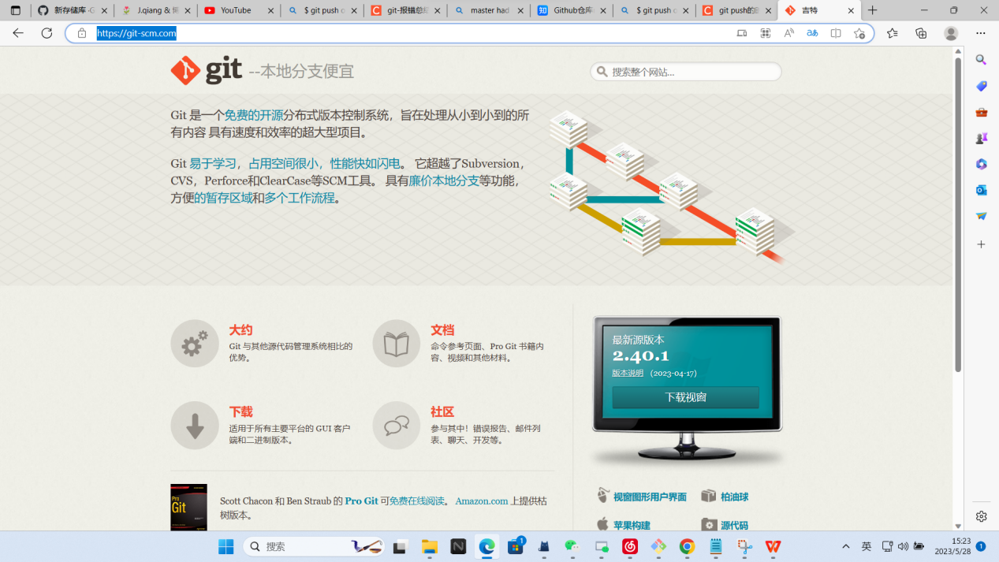 新存储库 ·G
J.qiang & 摇
YouTube
$ git push o
git-报描总结
master had
Github仓库
$ git push o
git push的E
吉特
https://git-scm.com
git --本地分支便宜
搜索整个网站...
Git 是一个免费的开源分布式版本控制系统，旨在处理从小到小到的所
有内容 具有速度和效率的超大型项目。
Git 易于学习，占用空间很小，性能快如闪电。 它超越了Subversion，
CVS，Perforce和ClearCase等SCM工具。 具有廉价本地分支等功能，
方便的暂存区域和多个工作流程。
大约
Git 与其他源代码管理系统相比的
优势。
文档
命令参考页面、Pro Git 书籍内
容、视频和其他材料。
下载
适用于所有主要平台的 GUI 客户
端和二进制版本。
社区
参与其中！错误报告、邮件列
表、聊天、开发等。
最新源版本
2.40.1
版本说明 （2023-04-17）
下载视窗
视窗图形用户界面
柏油球
苹果构建
源代码
Pro
Git
Scott Chacon 和 Ben Straub 的 Pro Git 可免费在线阅读。 Amazon.com 上提供枯
树版本。
搜索
1
英
15:23
2023/5/28
1